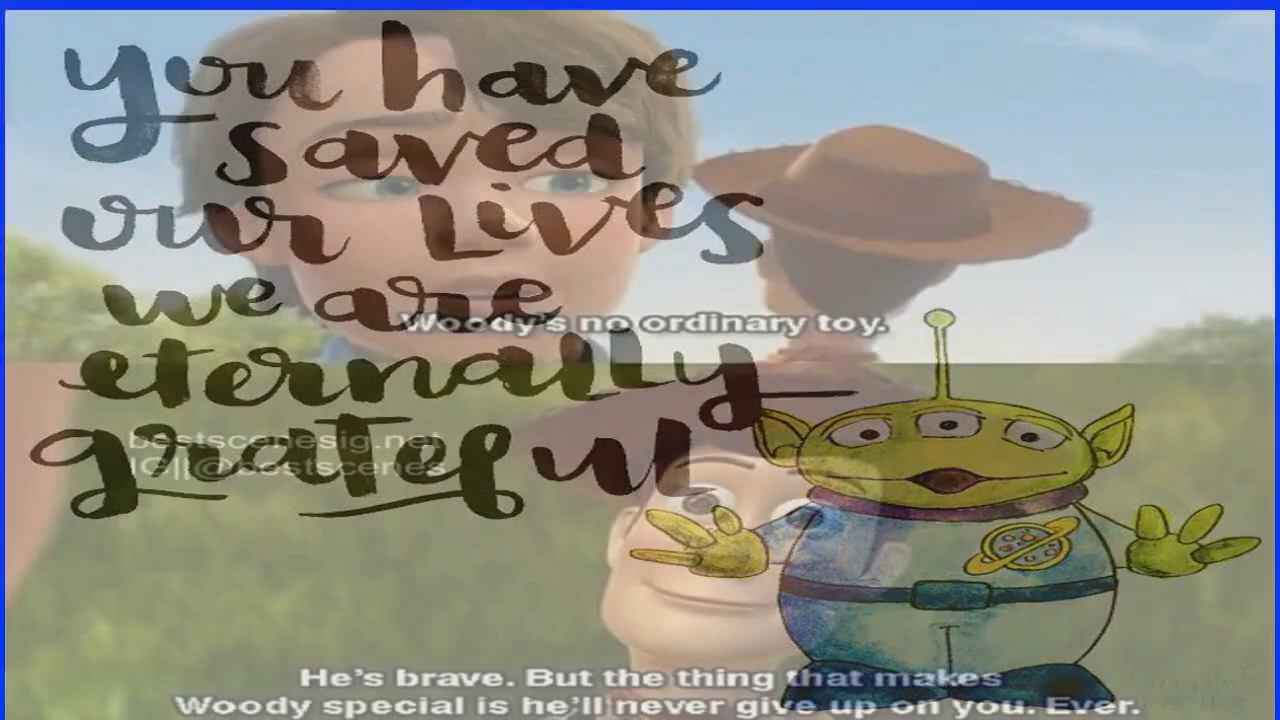 you have
saved
our Lives
we are
Woody's no ordinary toy.
eternally
grateful
bestscenesig.net
IG||@bestscenes
He's brave. But the thing that makes
Woody special is he'll never give up on you. Ever.